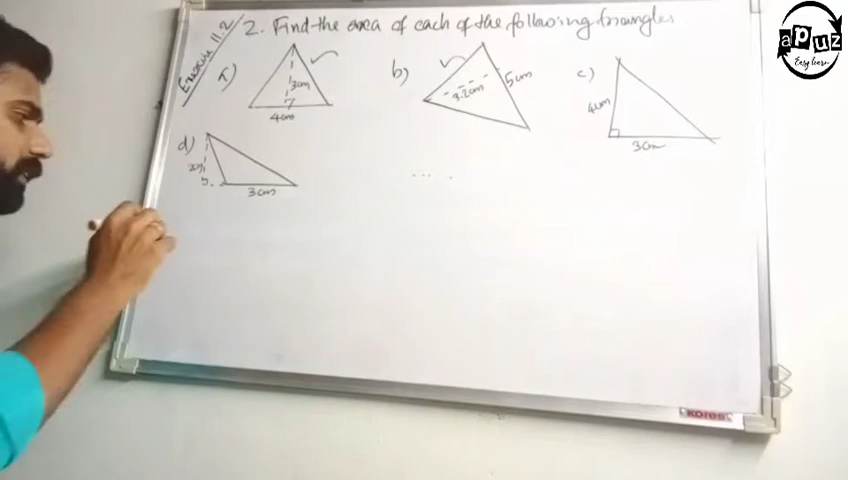 Exercise 11.2
2. Find the area of each of the following triangles
a)
3cm
4cm
b)
3.2cm
5cm
c)
4cm
3cm
d)
3cm
KORES
apuz
Easy learn